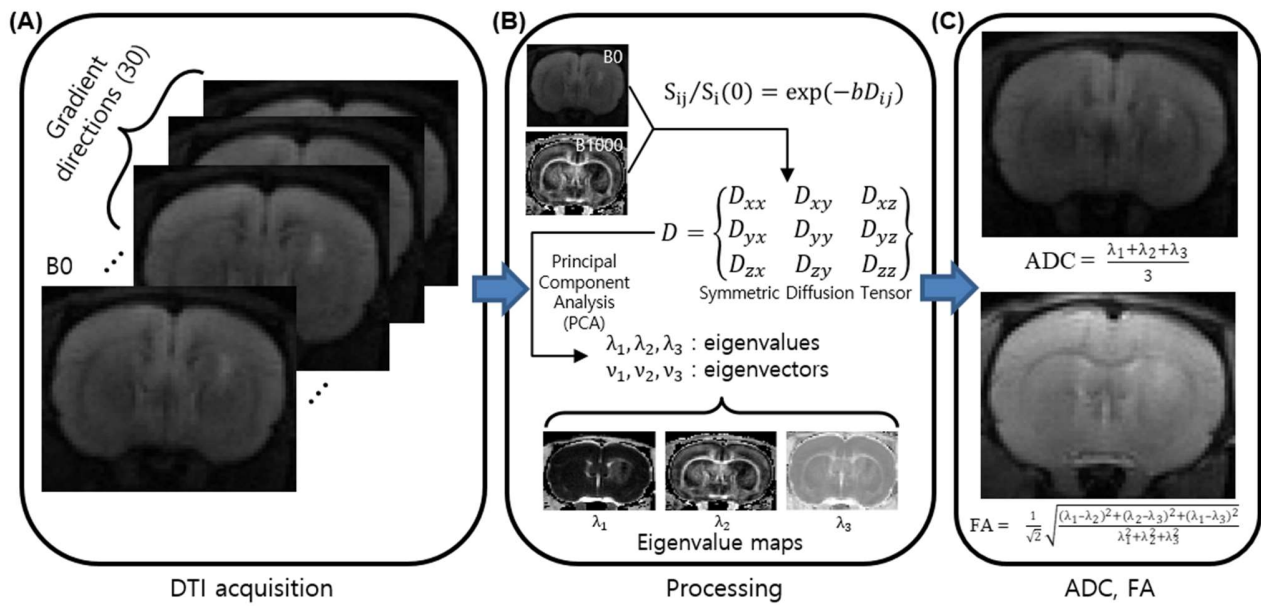 (A)
Gradient
directions (30)
B0
DTI acquisition
(B)
B0
B1000
S_ij/S_i(0) = exp(−bD_ij)
D = {D_xx D_xy D_xz
D_yx D_yy D_yz
D_zx D_zy D_zz}
Symmetric Diffusion Tensor
Principal
Component
Analysis
(PCA)
λ₁, λ₂, λ₃ : eigenvalues
ν₁, ν₂, ν₃ : eigenvectors
λ₁ λ₂ λ₃
Eigenvalue maps
Processing
(C)
ADC = (λ₁+λ₂+λ₃)/3
FA = 1/√2 √(((λ₁−λ₂)²+(λ₂−λ₃)²+(λ₁−λ₃)²)/(λ₁²+λ₂²+λ₃²))
ADC, FA